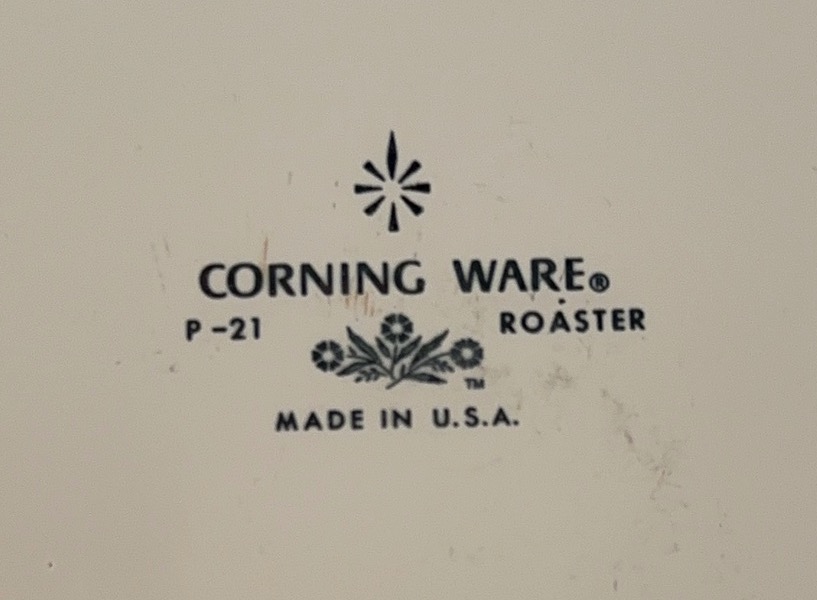 CORNING WARE®
P-21 ROASTER
TM
MADE IN U.S.A.